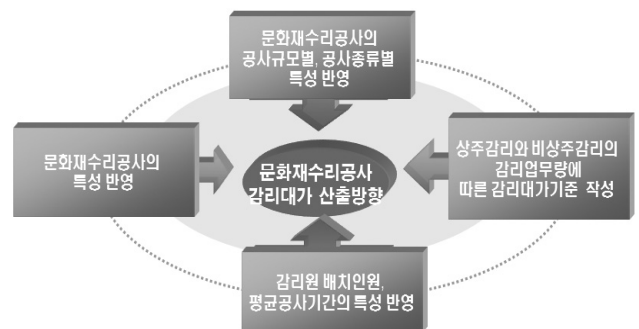 문화재수리공사의
공사규모별, 공사종류별
특성 반영
문화재수리공사의
특성 반영
문화재수리공사
감리대가 산출방향
상주감리와 비상주감리의
감리업무량에
따른 감리대가기준 작성
감리원 배치인원,
평균공사기간의 특성 반영